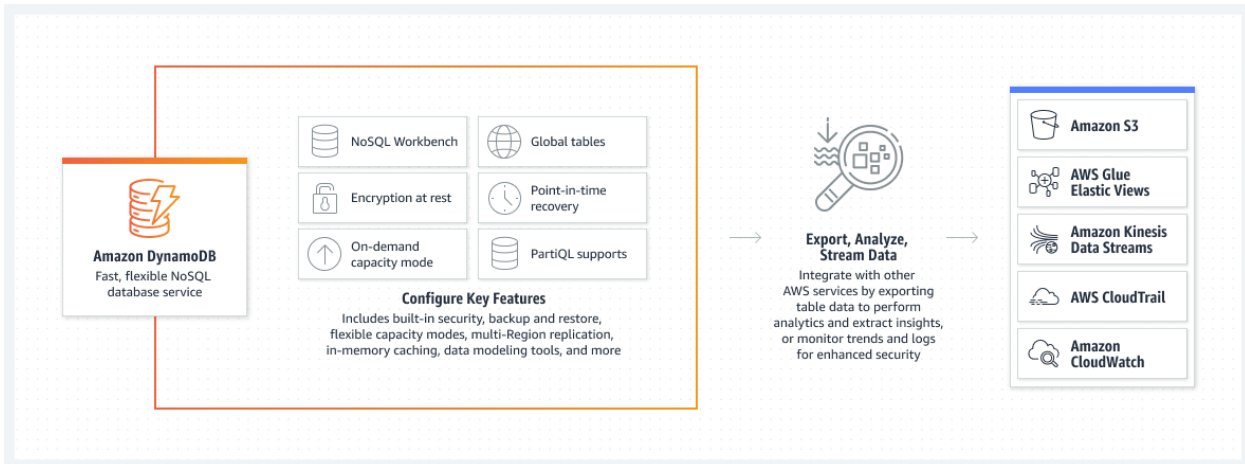 Amazon DynamoDB
Fast, flexible NoSQL
database service
NoSQL Workbench
Global tables
Encryption at rest
Point-in-time
recovery
On-demand
capacity mode
PartiQL supports
Configure Key Features
Includes built-in security, backup and restore,
flexible capacity modes, multi-Region replication,
in-memory caching, data modeling tools, and more
Export, Analyze,
Stream Data
Integrate with other
AWS services by exporting
table data to perform
analytics and extract insights,
or monitor trends and logs
for enhanced security
Amazon S3
AWS Glue
Elastic Views
Amazon Kinesis
Data Streams
AWS CloudTrail
Amazon
CloudWatch